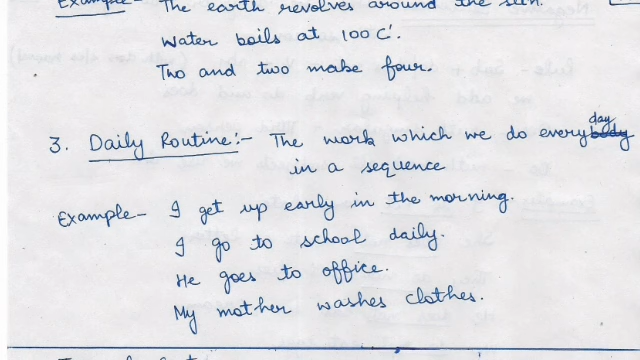 Example- The earth revolves around the sun.
Water boils at 100 C'.
Two and two make four.
3. Daily Routine:- The work which we do everyday
in a sequence
Example- I get up early in the morning.
I go to school daily.
He goes to office.
My mother washes clothes.